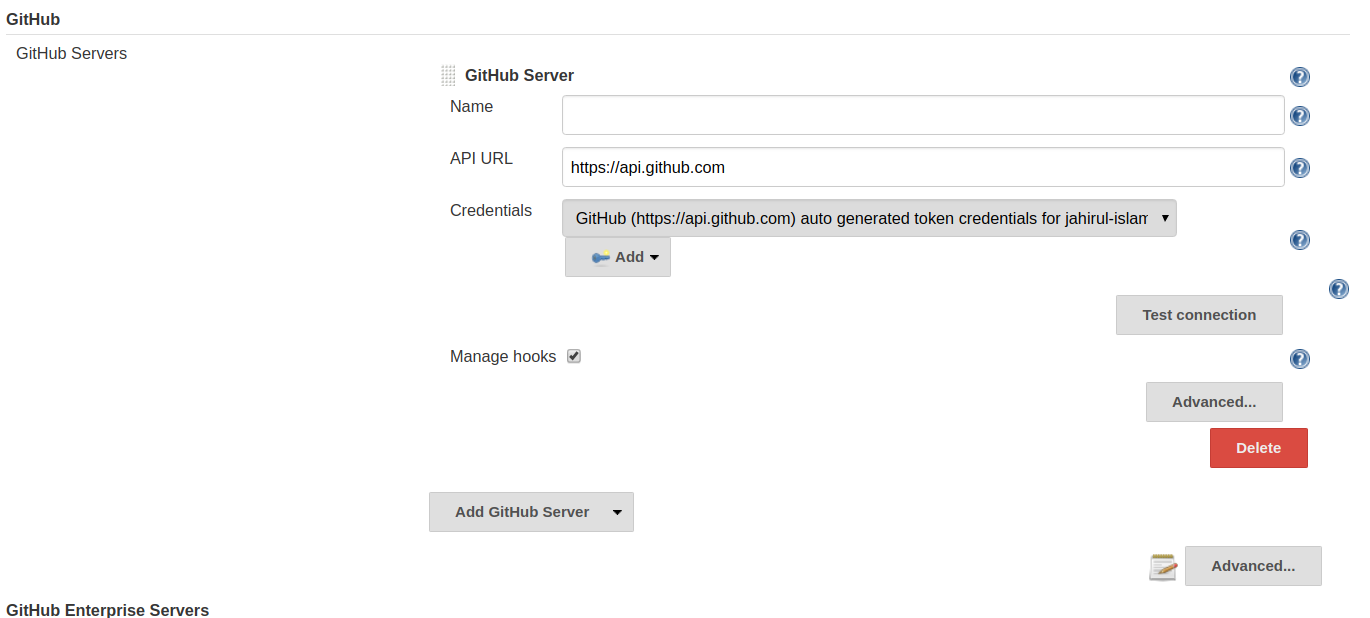 GitHub
GitHub Servers
GitHub Server
Name
API URL
https://api.github.com
Credentials
GitHub (https://api.github.com) auto generated token credentials for jahirul-islam
Add
Test connection
Manage hooks
Advanced...
Delete
Add GitHub Server
Advanced...
GitHub Enterprise Servers